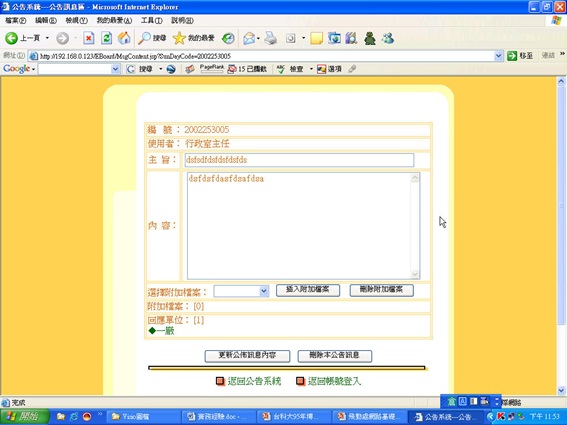 公告系統---公告訊息區 - Microsoft Internet Explorer
檔案(F) 編輯(E) 檢視(V) 我的最愛(A) 工具(T) 說明(H)
上一頁 搜尋 我的最愛
網址(D) http://192.168.0.123/EBoard/MsgContent.jsp?SnnDayCode=2002253005 移至 連結
Google 搜尋 PageRank 15 已攔截 檢查 選項
編 號：2002253005
使用者： 行政室主任
主 旨： dsfsdfdsfdsfdsfds
內 容： dsfdsfdasfdsafdsa
選擇附加檔案： 插入附加檔案 刪除附加檔案
附加檔案： [0]
回應單位： [1]
◆一廠
更新公佈訊息內容 刪除本公告訊息
返回公告系統 返回帳號登入
完成 際網路
開始 Visio圖檔 實務經驗.doc - ... 台科大95年博... 飛勤處網路基礎... 公告系統---公告... 下午 11:53